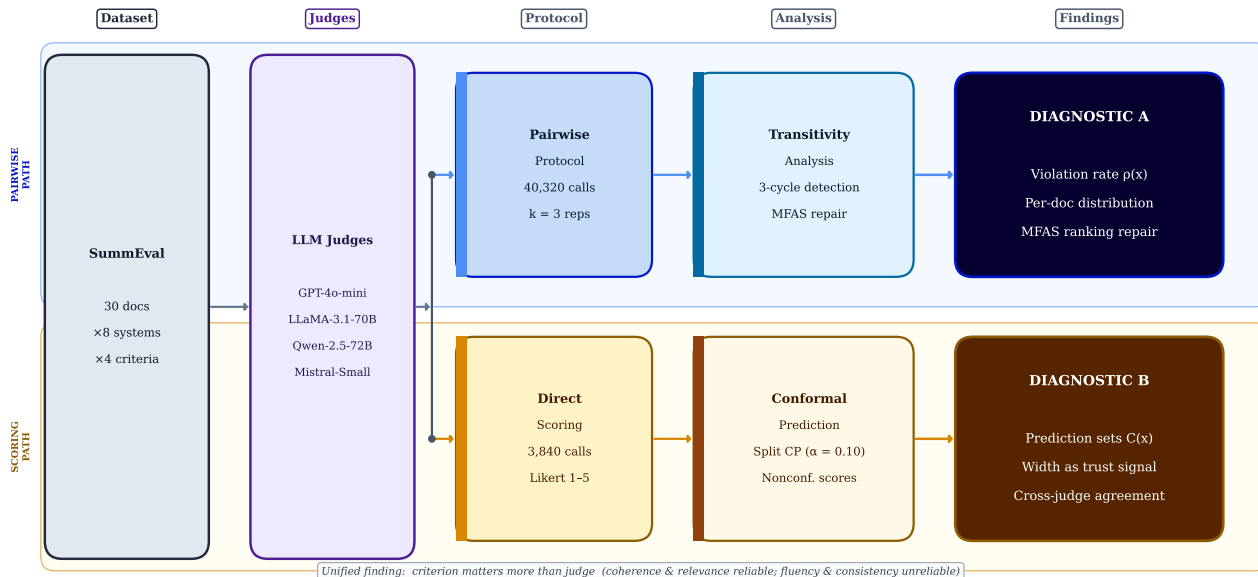 Dataset
Judges
Protocol
Analysis
Findings
PAIRWISE
PATH
SCORING
PATH
SummEval
30 docs
×8 systems
×4 criteria
LLM Judges
GPT-4o-mini
LLaMA-3.1-70B
Qwen-2.5-72B
Mistral-Small
Pairwise
Protocol
40,320 calls
k = 3 reps
Transitivity
Analysis
3-cycle detection
MFAS repair
DIAGNOSTIC A
Violation rate ρ(x)
Per-doc distribution
MFAS ranking repair
Direct
Scoring
3,840 calls
Likert 1–5
Conformal
Prediction
Split CP (α = 0.10)
Nonconf. scores
DIAGNOSTIC B
Prediction sets C(x)
Width as trust signal
Cross-judge agreement
Unified finding: criterion matters more than judge (coherence & relevance reliable; fluency & consistency unreliable)